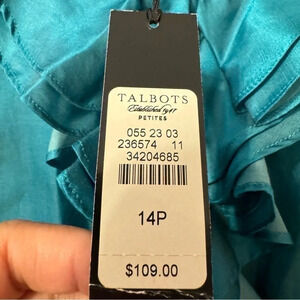 TALBOTS
Established 1947
PETITES
055 23 03
236574 11
34204685
14P
$109.00